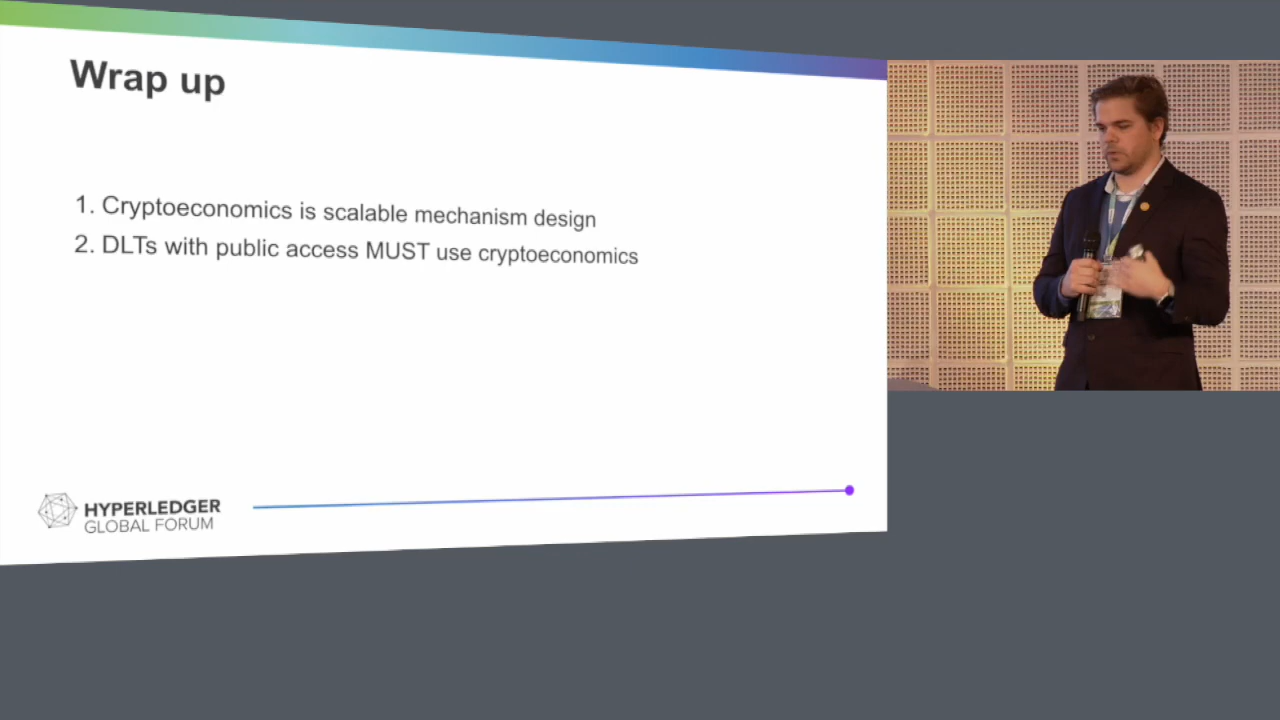 Wrap up
1. Cryptoeconomics is scalable mechanism design
2. DLTs with public access MUST use cryptoeconomics
HYPERLEDGER
GLOBAL FORUM